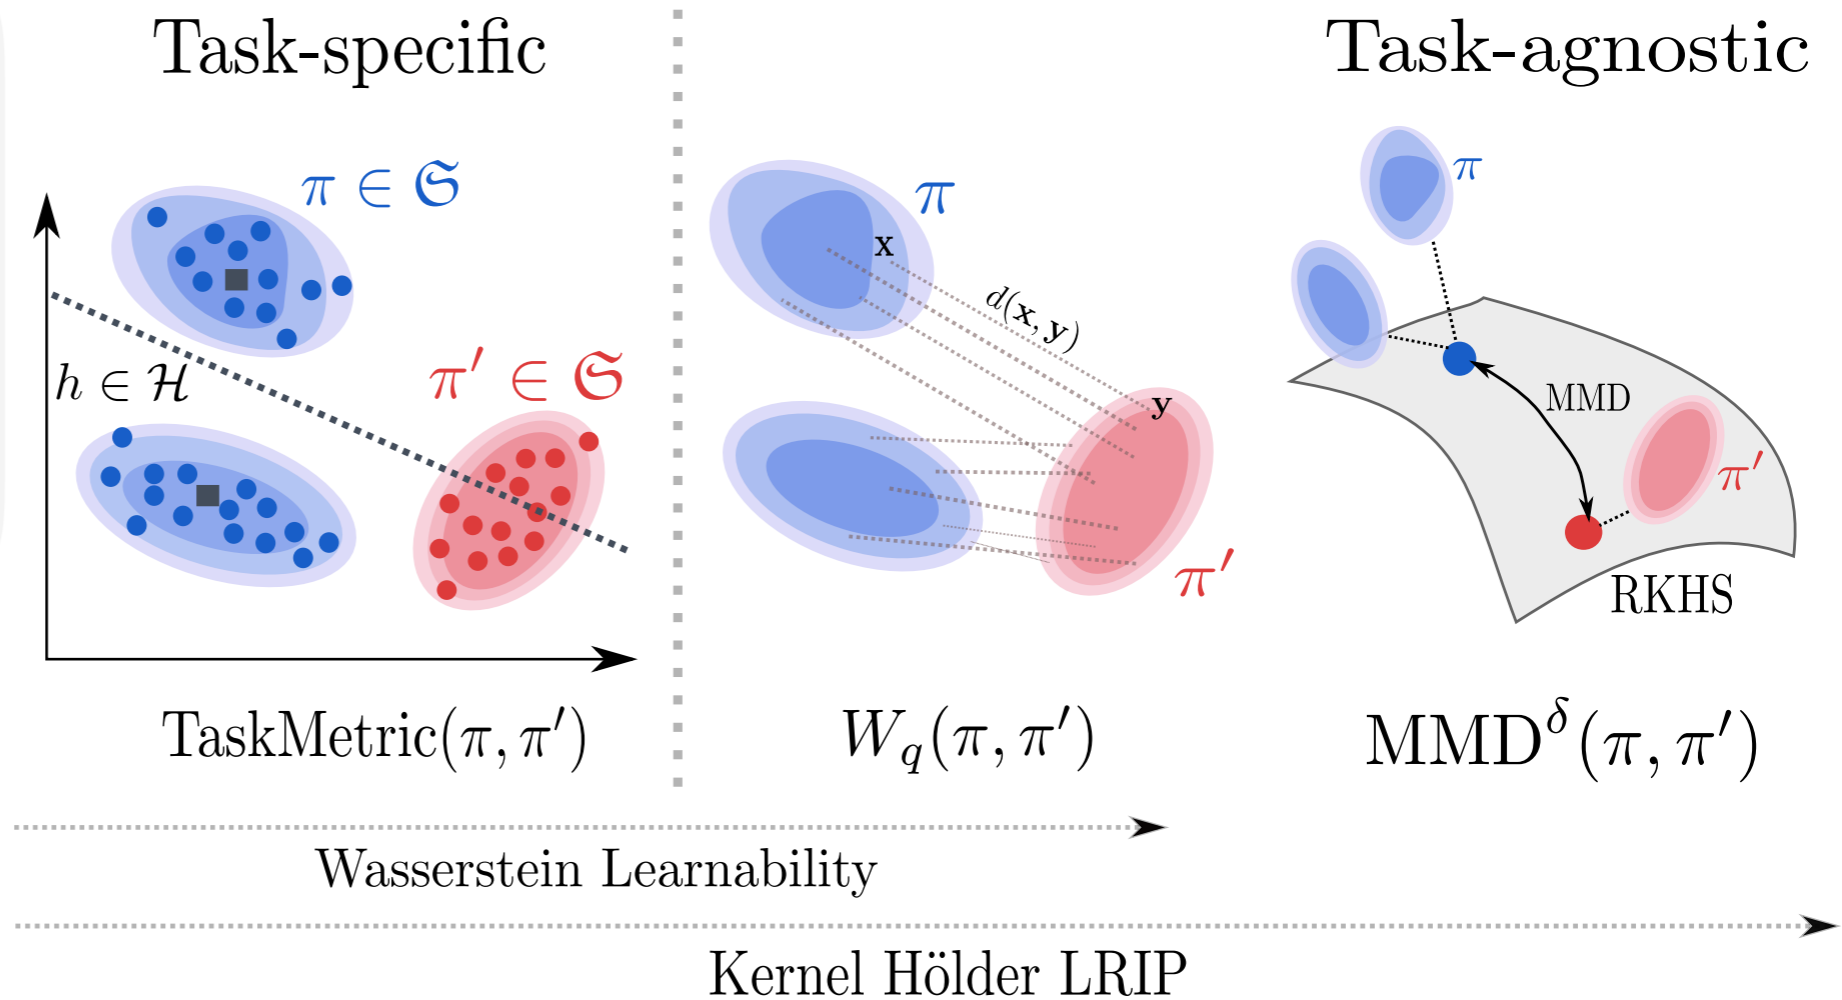 Task-specific
Task-agnostic
π ∈ 𝔖
h ∈ ℋ
π′ ∈ 𝔖
TaskMetric(π, π′)
π
x
d(x, y)
y
π′
W_q(π, π′)
π
MMD
π′
RKHS
MMD^δ(π, π′)
Wasserstein Learnability
Kernel Hölder LRIP